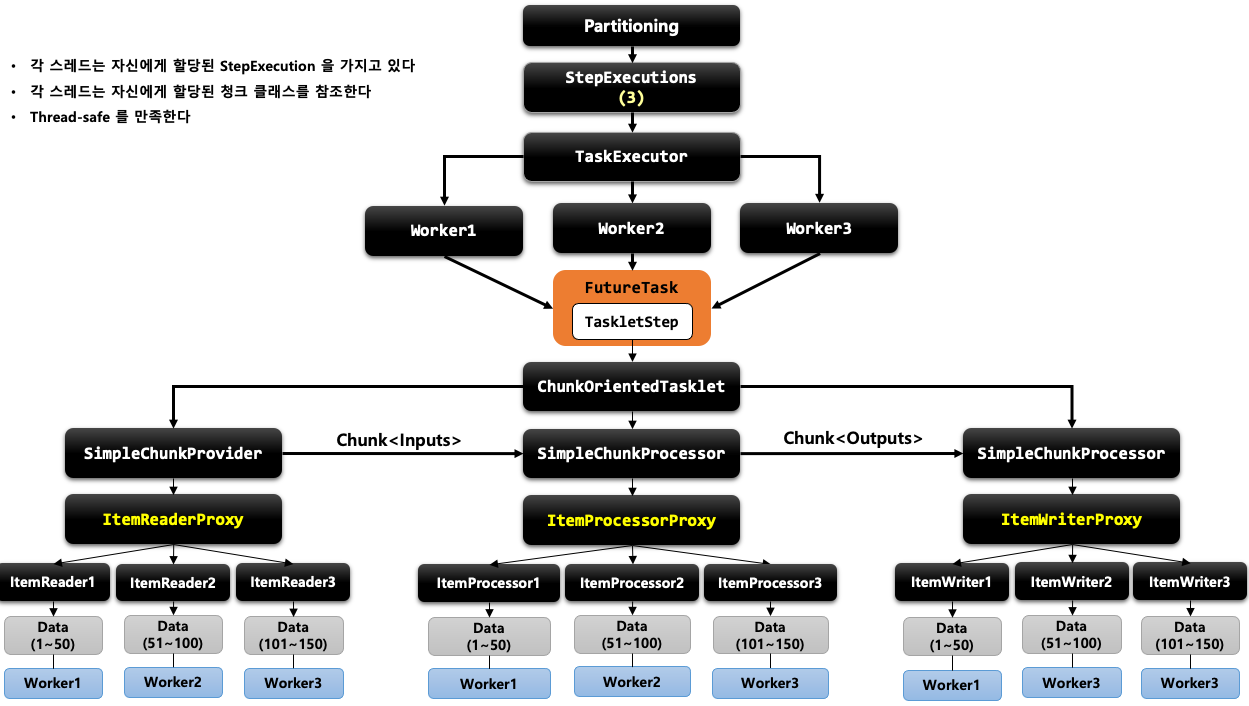 Partitioning
• 각 스레드는 자신에게 할당된 StepExecution 을 가지고 있다
• 각 스레드는 자신에게 할당된 청크 클래스를 참조한다
• Thread-safe 를 만족한다
StepExecutions
(3)
TaskExecutor
Worker1
Worker2
Worker3
FutureTask
TaskletStep
ChunkOrientedTasklet
SimpleChunkProvider
Chunk<Inputs>
SimpleChunkProcessor
Chunk<Outputs>
SimpleChunkProcessor
ItemReaderProxy
ItemProcessorProxy
ItemWriterProxy
ItemReader1
ItemReader2
ItemReader3
ItemProcessor1
ItemProcessor2
ItemProcessor3
ItemWriter1
ItemWriter2
ItemWriter3
Data
(1~50)
Data
(51~100)
Data
(101~150)
Data
(1~50)
Data
(51~100)
Data
(101~150)
Data
(1~50)
Data
(51~100)
Data
(101~150)
Worker1
Worker2
Worker3
Worker1
Worker2
Worker3
Worker1
Worker3
Worker3